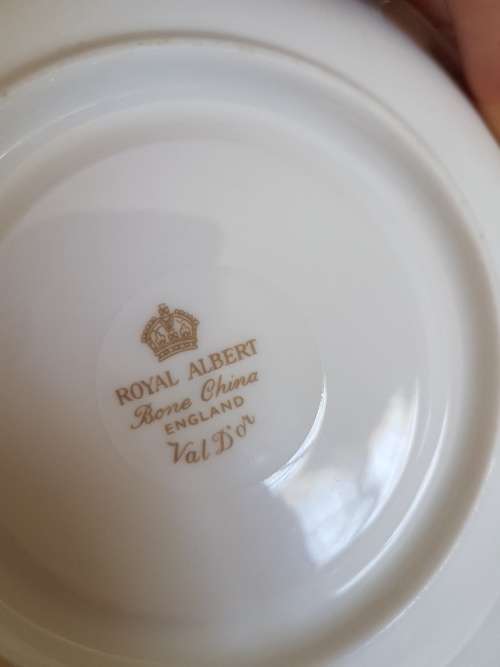 ROYAL ALBERT
Bone China
ENGLAND
Val D'or